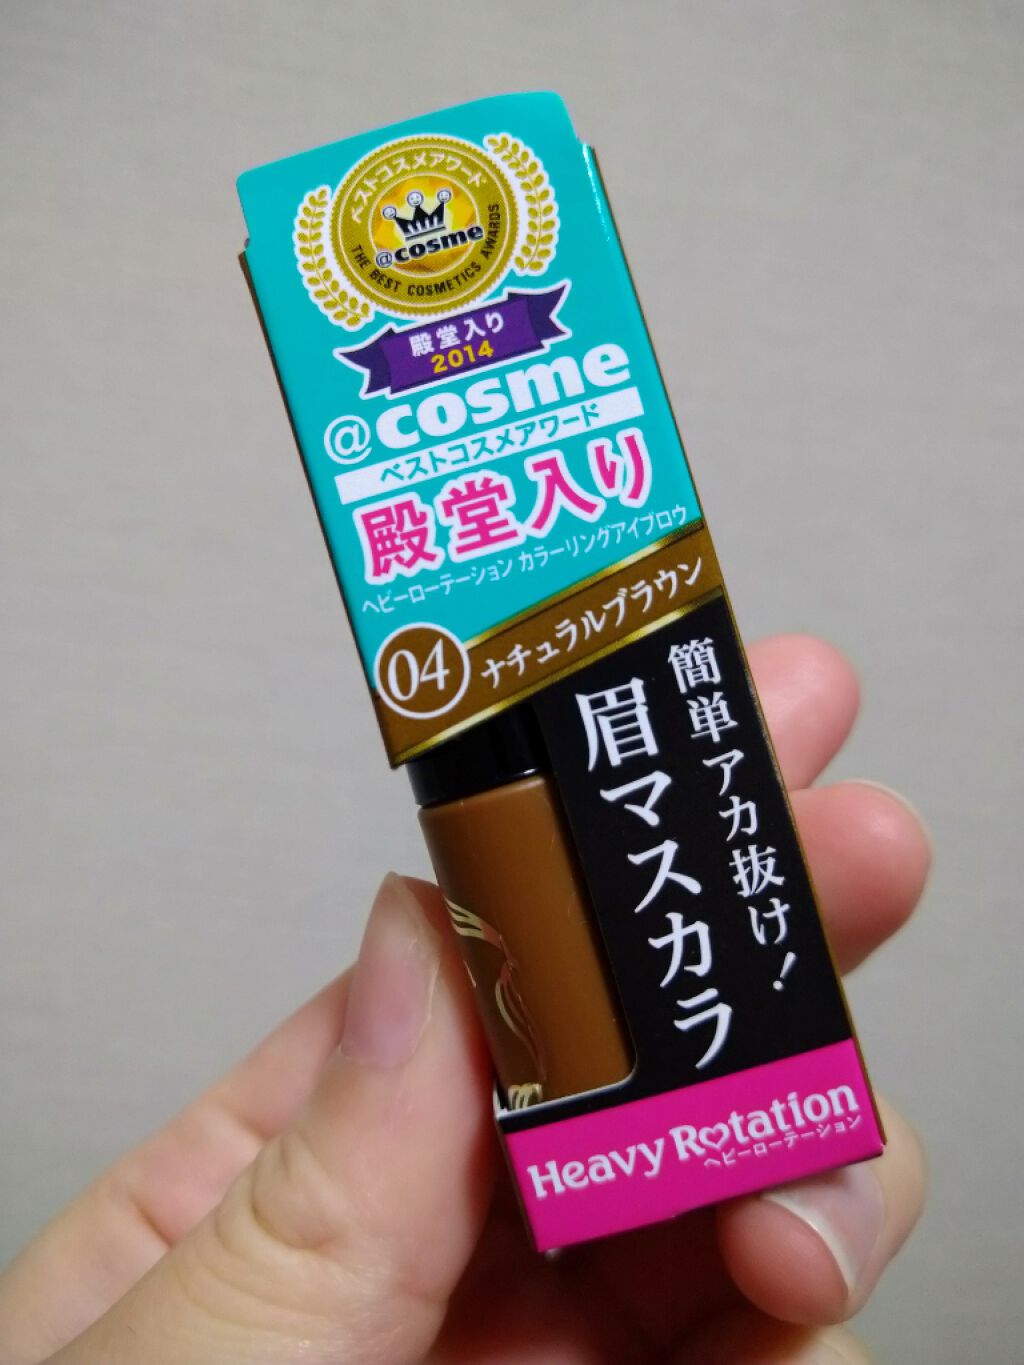 ベストコスメアワード
@cosme
THE BEST COSMETICS AWARDS
殿堂入り
2014
@cosme
ベストコスメアワード
殿堂入り
ヘビーローテーション カラーリングアイブロウ
04 ナチュラルブラウン
簡単アカ抜け!
眉マスカラ
Heavy Rotation
ヘビーローテーション